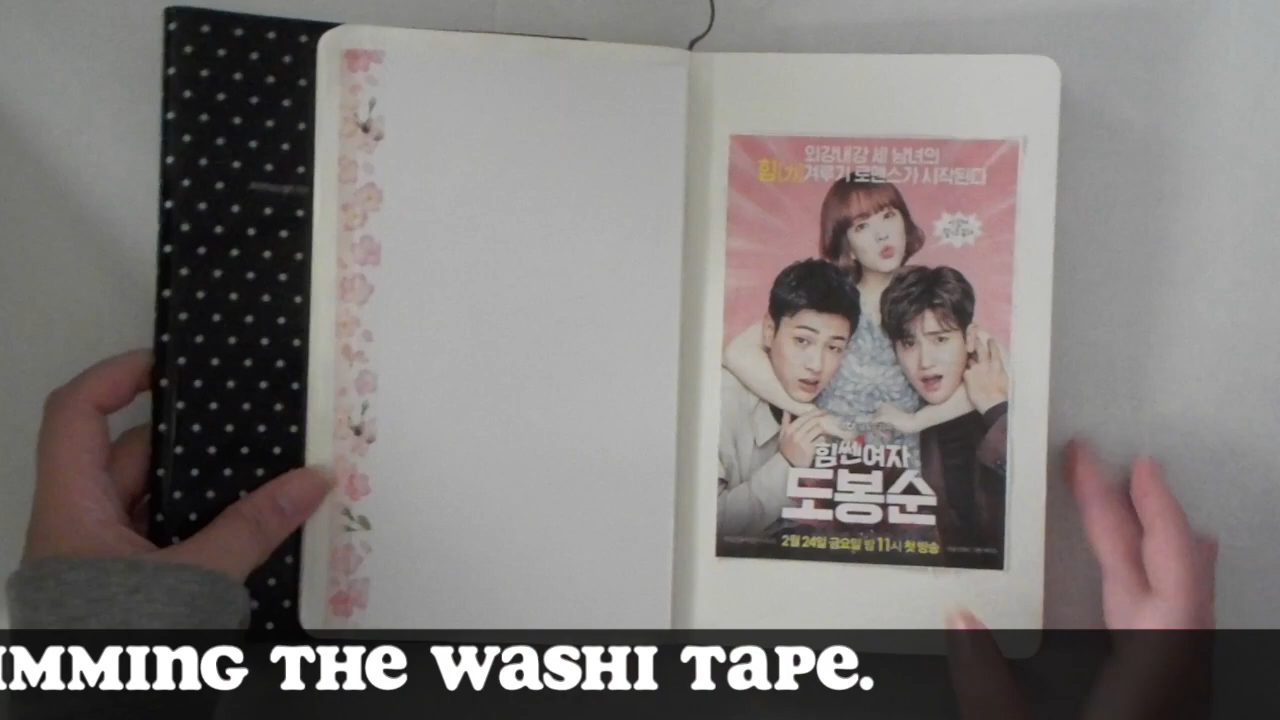 외강내강 세 남녀의
힘(力)겨루기 로맨스가 시작된다
힘쎈여자
도봉순
2월 24일 금요일 밤 11시 첫 방송
IMMING THE WASHI TAPE.